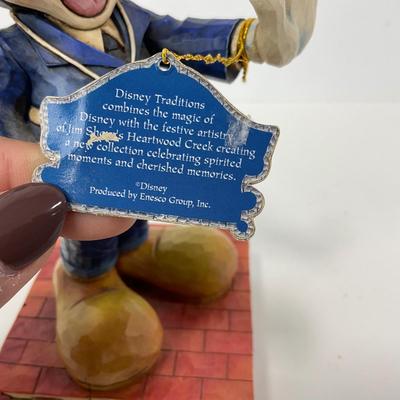 Disney Traditions
combines the magic of
Disney with the festive artistry
of Jim Shore's Heartwood Creek creating
a new collection celebrating spirited
moments and cherished memories.
©Disney
Produced by Enesco Group, Inc.